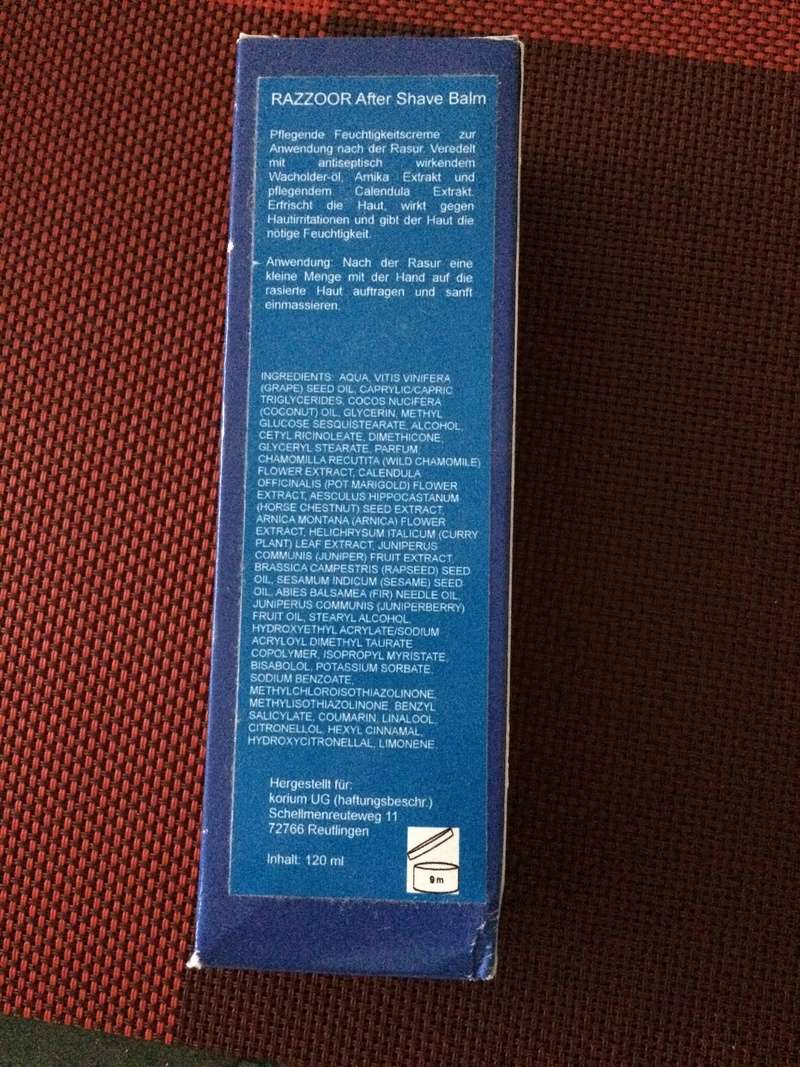 RAZZOOR After Shave Balm
Pflegende Feuchtigkeitscreme zur
Anwendung nach der Rasur. Veredelt
mit antiseptisch wirkendem
Wacholder-öl, Arnika Extrakt und
pflegendem Calendula Extrakt.
Erfrischt die Haut, wirkt gegen
Hautirritationen und gibt der Haut die
nötige Feuchtigkeit.
Anwendung: Nach der Rasur eine
kleine Menge mit der Hand auf die
rasierte Haut auftragen und sanft
einmassieren.
INGREDIENTS: AQUA, VITIS VINIFERA
(GRAPE) SEED OIL, CAPRYLIC/CAPRIC
TRIGLYCERIDES, COCOS NUCIFERA
(COCONUT) OIL, GLYCERIN, METHYL
GLUCOSE SESQUISTEARATE, ALCOHOL,
CETYL RICINOLEATE, DIMETHICONE,
GLYCERYL STEARATE, PARFUM,
CHAMOMILLA RECUTITA (WILD CHAMOMILE)
FLOWER EXTRACT, CALENDULA
OFFICINALIS (POT MARIGOLD) FLOWER
EXTRACT, AESCULUS HIPPOCASTANUM
(HORSE CHESTNUT) SEED EXTRACT,
ARNICA MONTANA (ARNICA) FLOWER
EXTRACT, HELICHRYSUM ITALICUM (CURRY
PLANT) LEAF EXTRACT, JUNIPERUS
COMMUNIS (JUNIPER) FRUIT EXTRACT,
BRASSICA CAMPESTRIS (RAPSEED) SEED
OIL, SESAMUM INDICUM (SESAME) SEED
OIL, ABIES BALSAMEA (FIR) NEEDLE OIL,
JUNIPERUS COMMUNIS (JUNIPERBERRY)
FRUIT OIL, STEARYL ALCOHOL,
HYDROXYETHYL ACRYLATE/SODIUM
ACRYLOYL DIMETHYL TAURATE
COPOLYMER, ISOPROPYL MYRISTATE,
BISABOLOL, POTASSIUM SORBATE,
SODIUM BENZOATE,
METHYLCHLOROISOTHIAZOLINONE,
METHYLISOTHIAZOLINONE, BENZYL
SALICYLATE, COUMARIN, LINALOOL,
CITRONELLOL, HEXYL CINNAMAL,
HYDROXYCITRONELLAL, LIMONENE.
Hergestellt für:
korium UG (haftungsbeschr.)
Schellmenreuteweg 11
72766 Reutlingen
Inhalt: 120 ml
9m